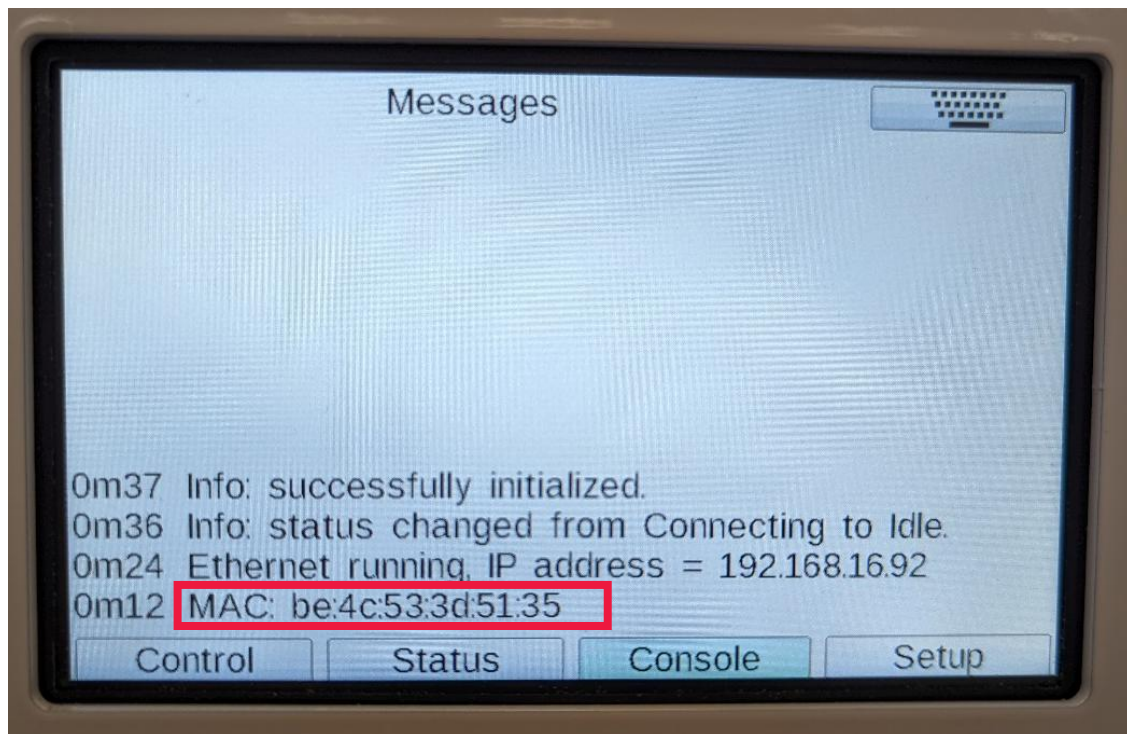 Messages
0m37 Info: successfully initialized.
0m36 Info: status changed from Connecting to Idle.
0m24 Ethernet running, IP address = 192.168.16.92
0m12 MAC: be:4c:53:3d:51:35
Control Status Console Setup